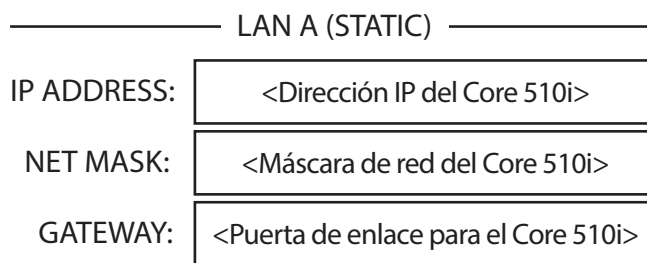 LAN A (STATIC)
IP ADDRESS: <Dirección IP del Core 510i>
NET MASK: <Máscara de red del Core 510i>
GATEWAY: <Puerta de enlace para el Core 510i>